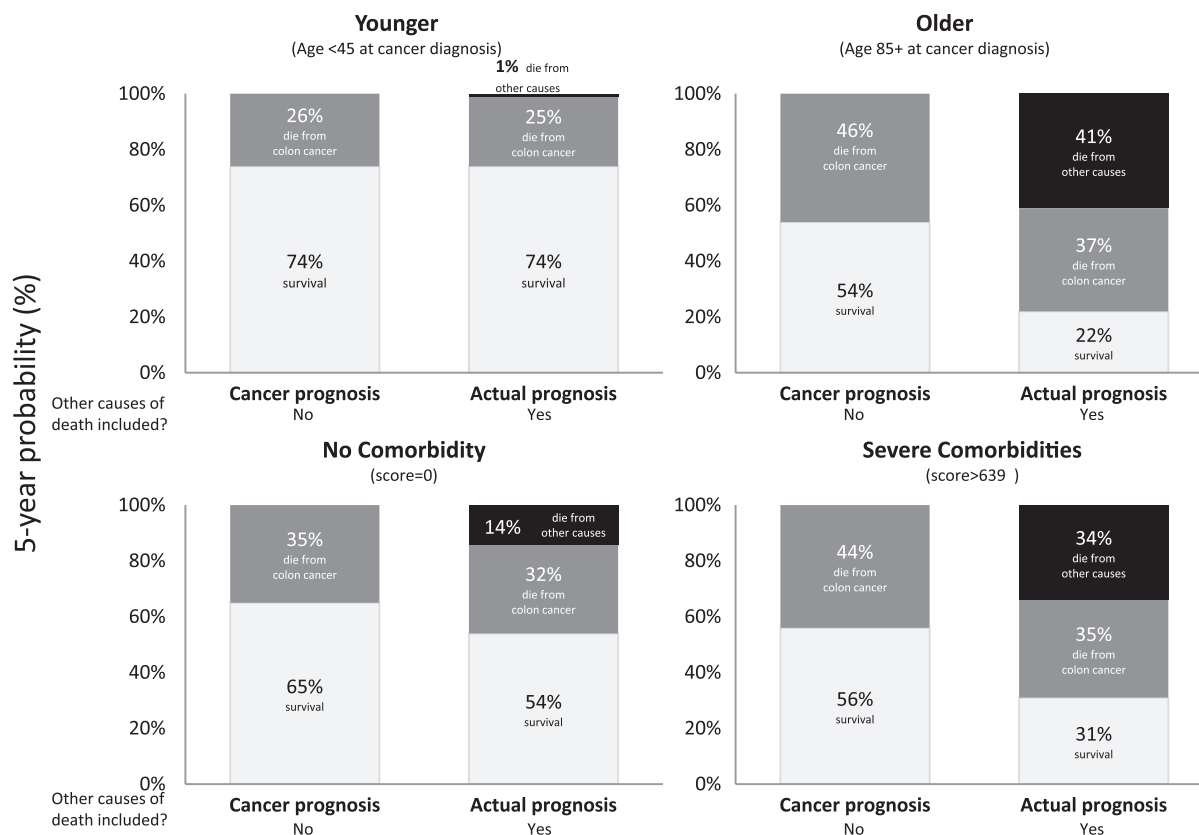 5-year probability (%)
Younger
(Age <45 at cancer diagnosis)
1% die from
other causes
100%
80%
60%
40%
20%
0%
26%
die from
colon cancer
74%
survival
25%
die from
colon cancer
74%
survival
Other causes of
death included?
Cancer prognosis
No
Actual prognosis
Yes
Older
(Age 85+ at cancer diagnosis)
100%
80%
60%
40%
20%
0%
46%
die from
colon cancer
54%
survival
41%
die from
other causes
37%
die from
colon cancer
22%
survival
Cancer prognosis
No
Actual prognosis
Yes
No Comorbidity
(score=0)
100%
80%
60%
40%
20%
0%
35%
die from
colon cancer
65%
survival
14% die from
other causes
32%
die from
colon cancer
54%
survival
Other causes of
death included?
Cancer prognosis
No
Actual prognosis
Yes
Severe Comorbidities
(score>639 )
100%
80%
60%
40%
20%
0%
44%
die from
colon cancer
56%
survival
34%
die from
other causes
35%
die from
colon cancer
31%
survival
Cancer prognosis
No
Actual prognosis
Yes